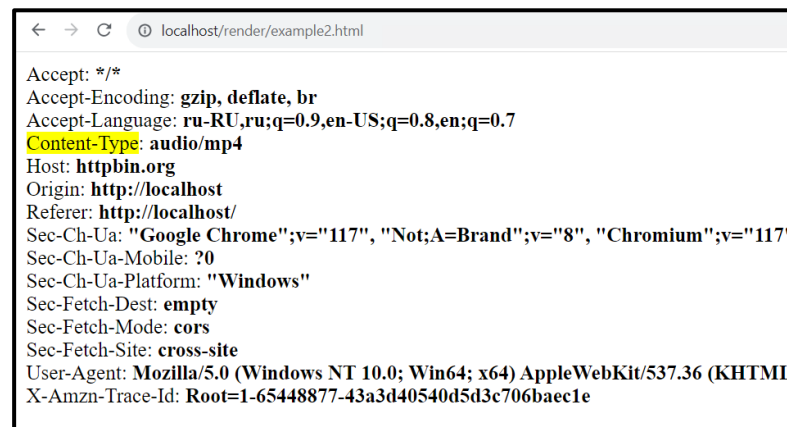 localhost/render/example2.html
Accept: */*
Accept-Encoding: gzip, deflate, br
Accept-Language: ru-RU,ru;q=0.9,en-US;q=0.8,en;q=0.7
Content-Type: audio/mp4
Host: httpbin.org
Origin: http://localhost
Referer: http://localhost/
Sec-Ch-Ua: "Google Chrome";v="117", "Not;A=Brand";v="8", "Chromium";v="117"
Sec-Ch-Ua-Mobile: ?0
Sec-Ch-Ua-Platform: "Windows"
Sec-Fetch-Dest: empty
Sec-Fetch-Mode: cors
Sec-Fetch-Site: cross-site
User-Agent: Mozilla/5.0 (Windows NT 10.0; Win64; x64) AppleWebKit/537.36 (KHTML
X-Amzn-Trace-Id: Root=1-65448877-43a3d40540d5d3c706baec1e